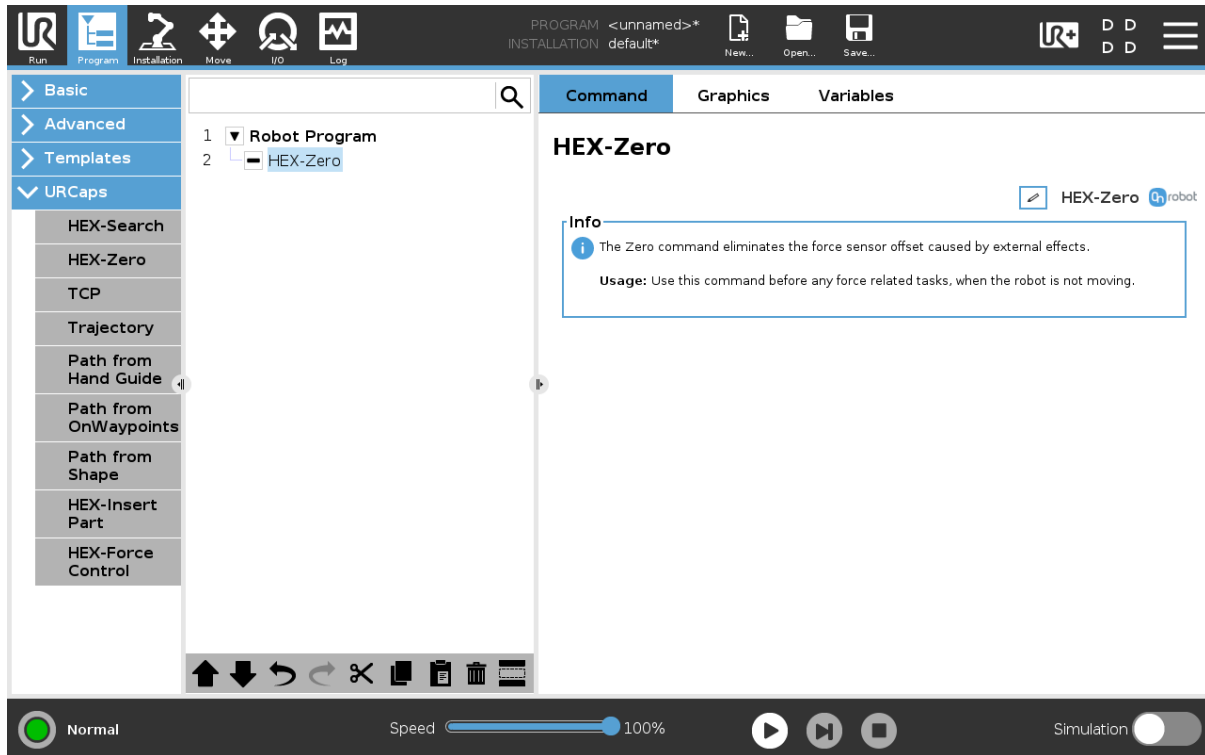 UR
Run
Program
Installation
Move
I/O
Log
PROGRAM <unnamed>*
INSTALLATION default*
New...
Open...
Save...
UR+
D D
D D
Basic
Advanced
Templates
URCaps
HEX-Search
HEX-Zero
TCP
Trajectory
Path from
Hand Guide
Path from
OnWaypoints
Path from
Shape
HEX-Insert
Part
HEX-Force
Control
1 Robot Program
2 HEX-Zero
Command Graphics Variables
HEX-Zero
HEX-Zero On robot
Info
i The Zero command eliminates the force sensor offset caused by external effects.
Usage: Use this command before any force related tasks, when the robot is not moving.
Normal
Speed 100%
Simulation